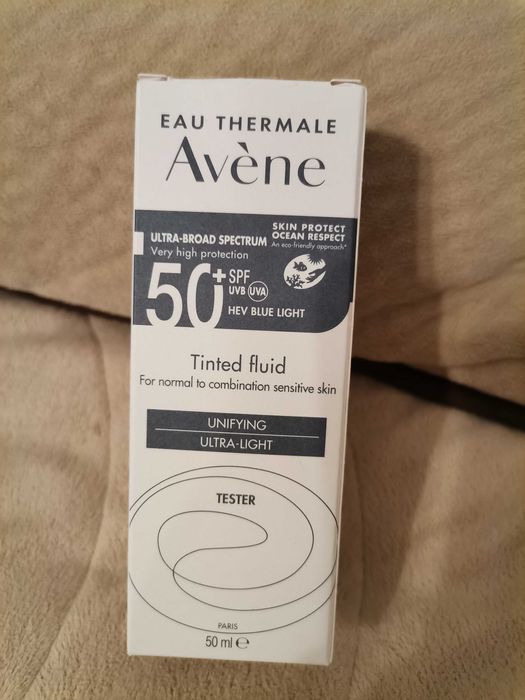 EAU THERMALE
Avène
SKIN PROTECT
OCEAN RESPECT
An eco-friendly approach*
ULTRA-BROAD SPECTRUM
Very high protection
50+ SPF
UVB UVA
HEV BLUE LIGHT
Tinted fluid
For normal to combination sensitive skin
UNIFYING
ULTRA-LIGHT
TESTER
PARIS
50 ml ℮